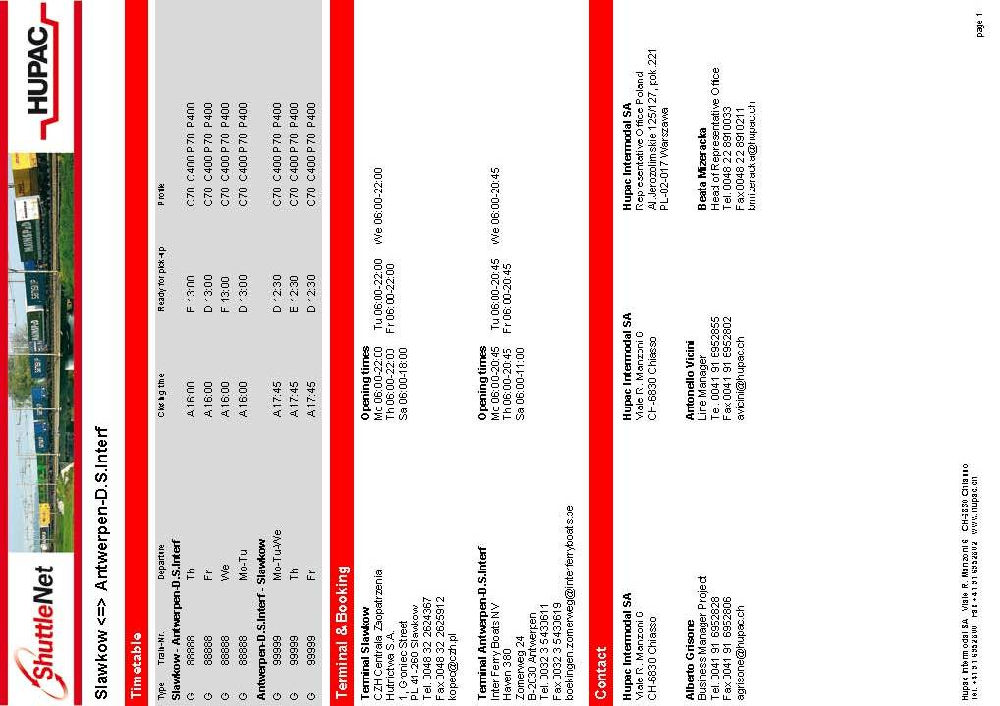 ShuttleNet
HUPAC
Slawkow <=> Antwerpen-D.S.Interf
Timetable
Type Train-Nr. Departure Closing time Ready for pick-up Profile
Slawkow - Antwerpen-D.S.Interf
G 88888 Th A 16:00 E 13:00 C70 C400 P70 P400
G 88888 Fr A 16:00 D 13:00 C70 C400 P70 P400
G 88888 We A 16:00 F 13:00 C70 C400 P70 P400
G 88888 Mo-Tu A 16:00 D 13:00 C70 C400 P70 P400
Antwerpen-D.S.Interf - Slawkow
G 99999 Mo-Tu-We A 17:45 D 12:30 C70 C400 P70 P400
G 99999 Th A 17:45 E 12:30 C70 C400 P70 P400
G 99999 Fr A 17:45 D 12:30 C70 C400 P70 P400
Terminal & Booking
Terminal Slawkow Opening times
CZH Centrala Zaopatrzenia Mo 06:00-22:00 Tu 06:00-22:00 We 06:00-22:00
Hutnictwa S.A. Th 06:00-22:00 Fr 06:00-22:00
1, Groniec Street Sa 06:00-18:00
PL 41-260 Slawkow
Tel. 0048 32 2624367
Fax 0048 32 2625912
kopec@czh.pl
Terminal Antwerpen-D.S.Interf Opening times
Inter Ferry Boats NV Mo 06:00-20:45 Tu 06:00-20:45 We 06:00-20:45
Haven 380 Th 06:00-20:45 Fr 06:00-20:45
Zomerweg 24 Sa 06:00-11:00
B-2030 Antwerpen
Tel. 0032 3 5430611
Fax 0032 3 5430619
boekingen.zomerweg@interferryboats.be
Contact
Hupac Intermodal SA
Viale R. Manzoni 6
CH-6830 Chiasso
Alberto Grisone
Business Manager Project
Tel. 0041 91 6952828
Fax 0041 91 6952806
agrisone@hupac.ch
Hupac Intermodal SA
Viale R. Manzoni 6
CH-6830 Chiasso
Antonello Vicini
Line Manager
Tel. 0041 91 6952855
Fax 0041 91 6952802
avicini@hupac.ch
Hupac Intermodal SA
Representative Office Poland
Al.Jerozolimskie 125/127, pok.221
PL-02-017 Warszawa
Beata Mizeracka
Head of Representative Office
Tel. 0048 22 8910033
Fax 0048 22 8910211
bmizeracka@hupac.ch
Hupac Intermodal SA Viale R. Manzoni 6 CH-6830 Chiasso
Tel. +41 91 6952800 Fax +41 91 6952802 www.hupac.ch
page 1